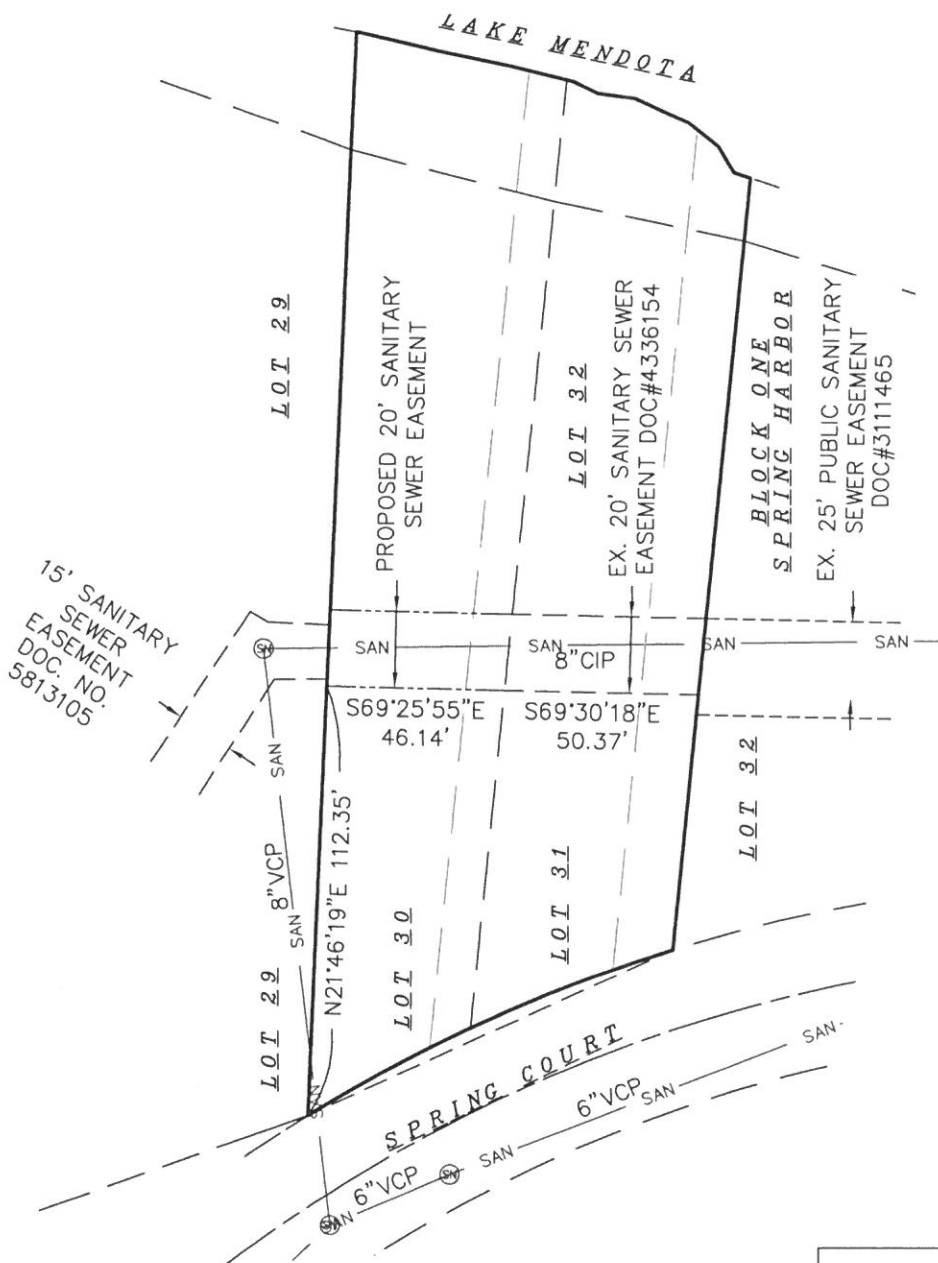 LAKE MENDOTA
LOT 29
PROPOSED 20' SANITARY
SEWER EASEMENT
LOT 32
EX. 20' SANITARY SEWER
EASEMENT DOC#4336154
BLOCK ONE
SPRING HARBOR
EX. 25' PUBLIC SANITARY
SEWER EASEMENT
DOC#3111465
15' SANITARY
SEWER
EASEMENT
DOC. NO.
5813105
SN
SAN
SAN
SAN
SAN
8"CIP
S69°25'55"E
46.14'
S69°30'18"E
50.37'
SAN
8"VCP
SAN
N21°46'19"E 112.35'
LOT 29
LOT 30
LOT 31
LOT 32
SAN
SPRING COURT
SAN
6"VCP
SAN
SAN
SN
6"VCP
SN
SAN